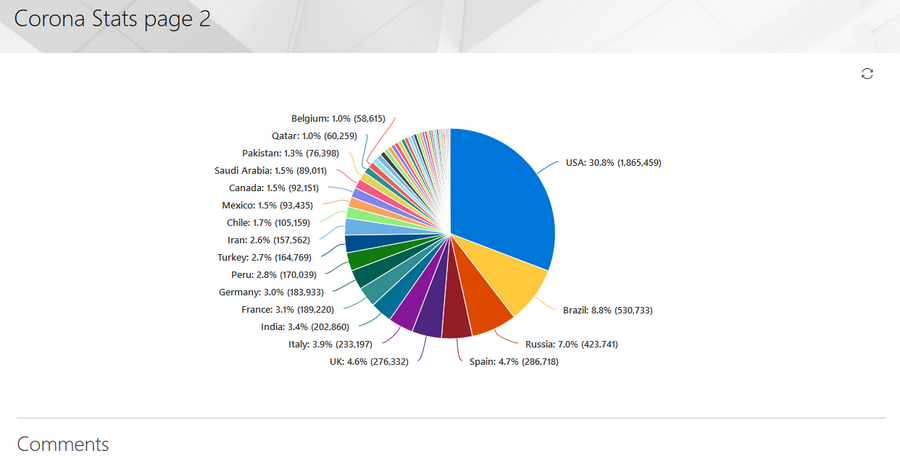 Corona Stats page 2
Belgium: 1.0% (58,615)
Qatar: 1.0% (60,259)
Pakistan: 1.3% (76,398)
Saudi Arabia: 1.5% (89,011)
Canada: 1.5% (92,151)
Mexico: 1.5% (93,435)
Chile: 1.7% (105,159)
Iran: 2.6% (157,562)
Turkey: 2.7% (164,769)
Peru: 2.8% (170,039)
Germany: 3.0% (183,933)
France: 3.1% (189,220)
India: 3.4% (202,860)
Italy: 3.9% (233,197)
UK: 4.6% (276,332)
USA: 30.8% (1,865,459)
Brazil: 8.8% (530,733)
Russia: 7.0% (423,741)
Spain: 4.7% (286,718)
Comments